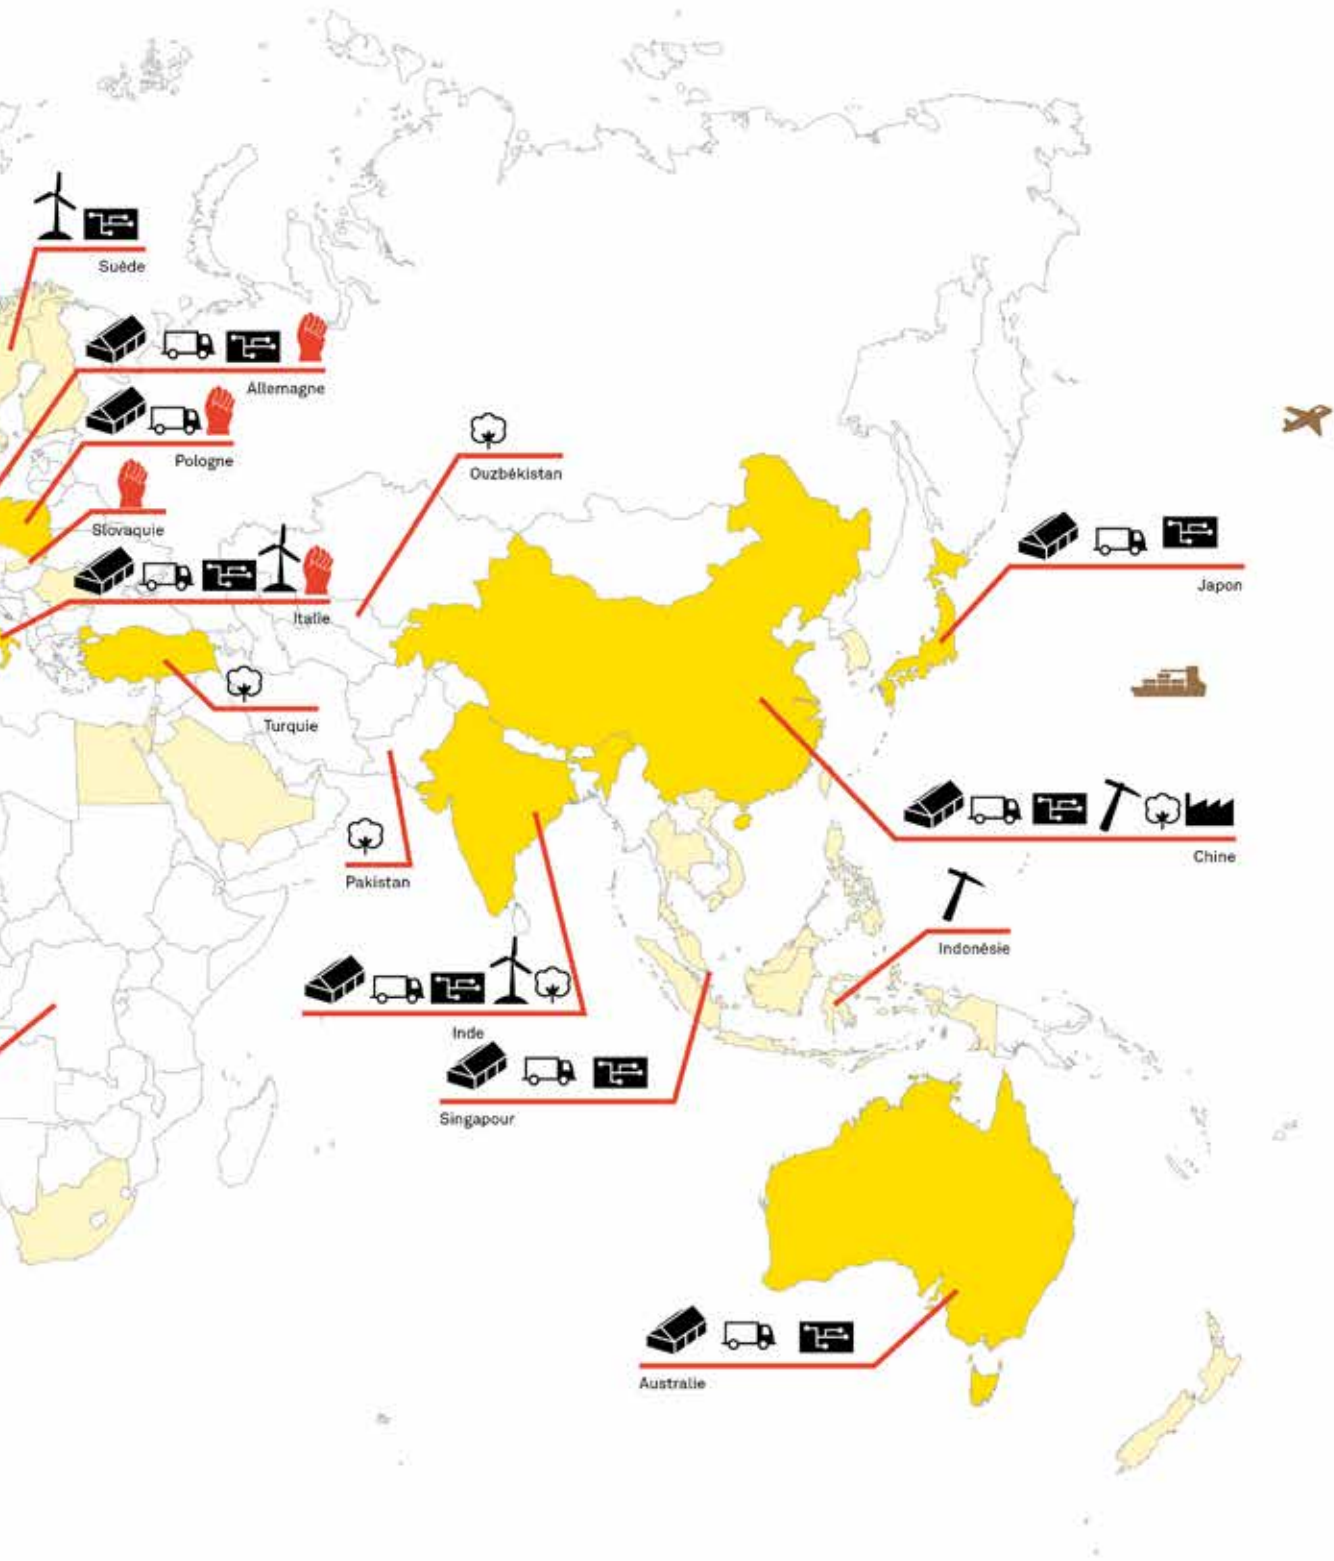 Suède
Allemagne
Pologne
Ouzbékistan
Slovaquie
Japon
Italie
Turquie
Chine
Pakistan
Indonésie
Inde
Singapour
Australie